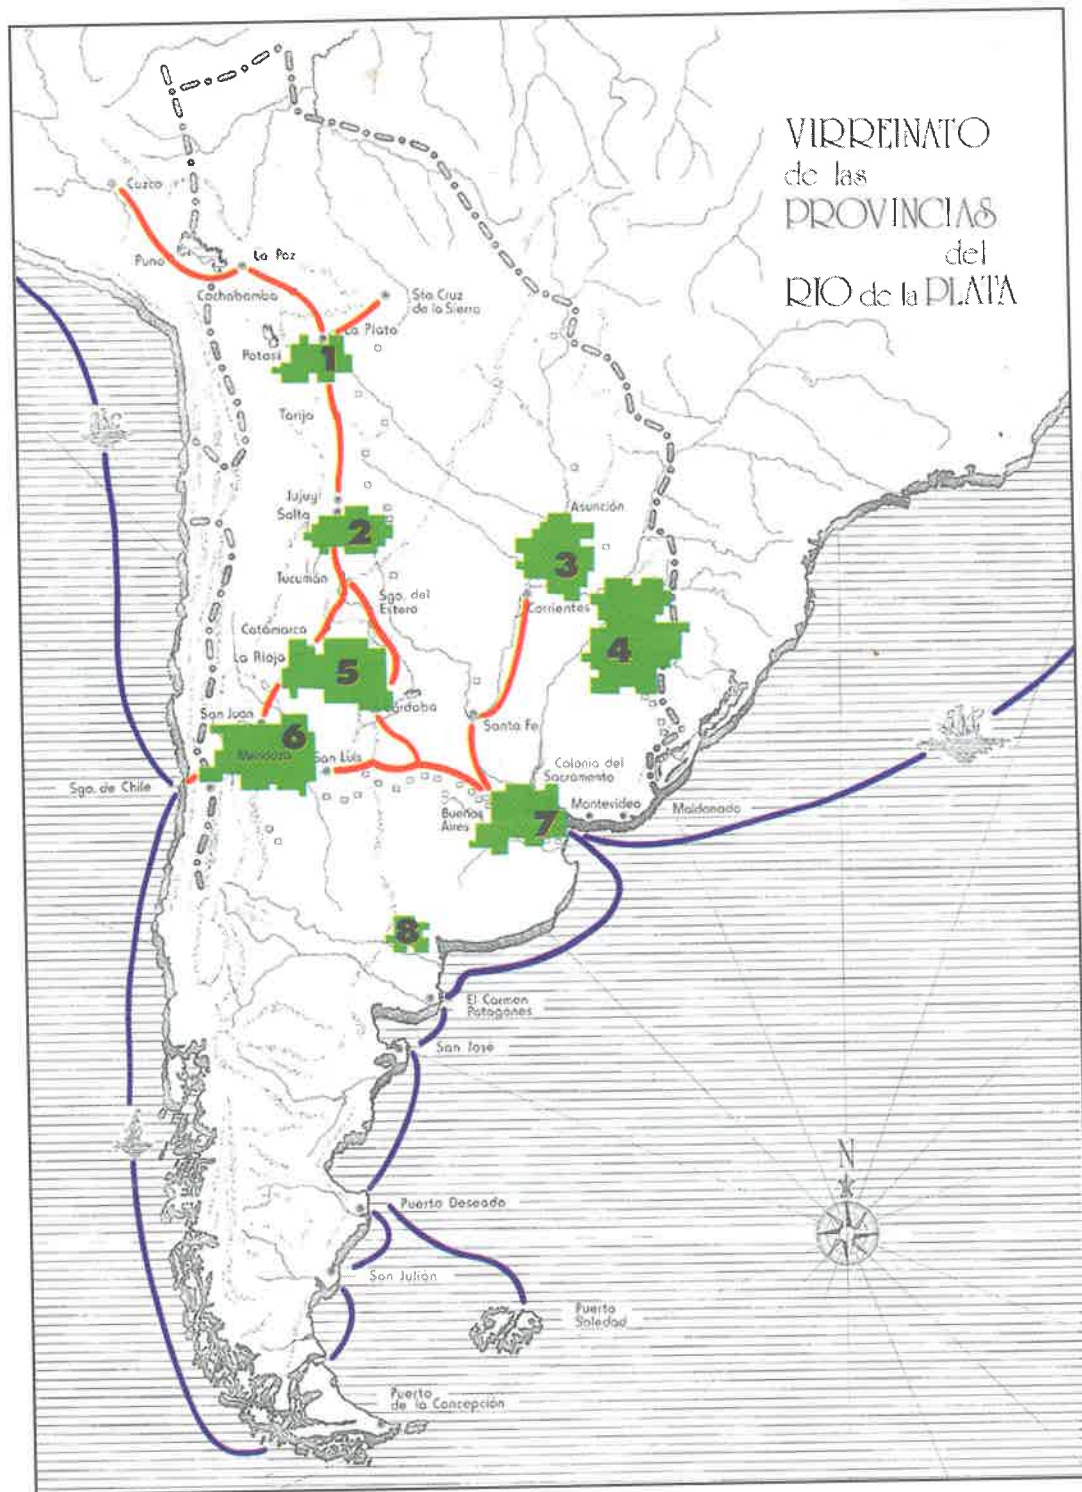 VIRREINATO
de las
PROVINCIAS
del
RIO de la PLATA
Cuzco
Puno
La Paz
Cochabamba
Sta Cruz
de la Sierra
La Plata
Potosí
1
Tarija
Jujuy
Salta
2
Asunción
3
Tucumán
Sgo. del
Estero
Corrientes
Catamarca
La Rioja
4
5
San Juan
Córdoba
Santa Fe
6
Mendoza
San Luis
Colonia del
Sacramento
Sgo. de Chile
Buenos
Aires
7
Montevideo
Maldonado
8
El Carmen
Patagones
San José
N
Puerto Deseado
San Julián
Puerto
Soledad
Puerto
de la Concepción